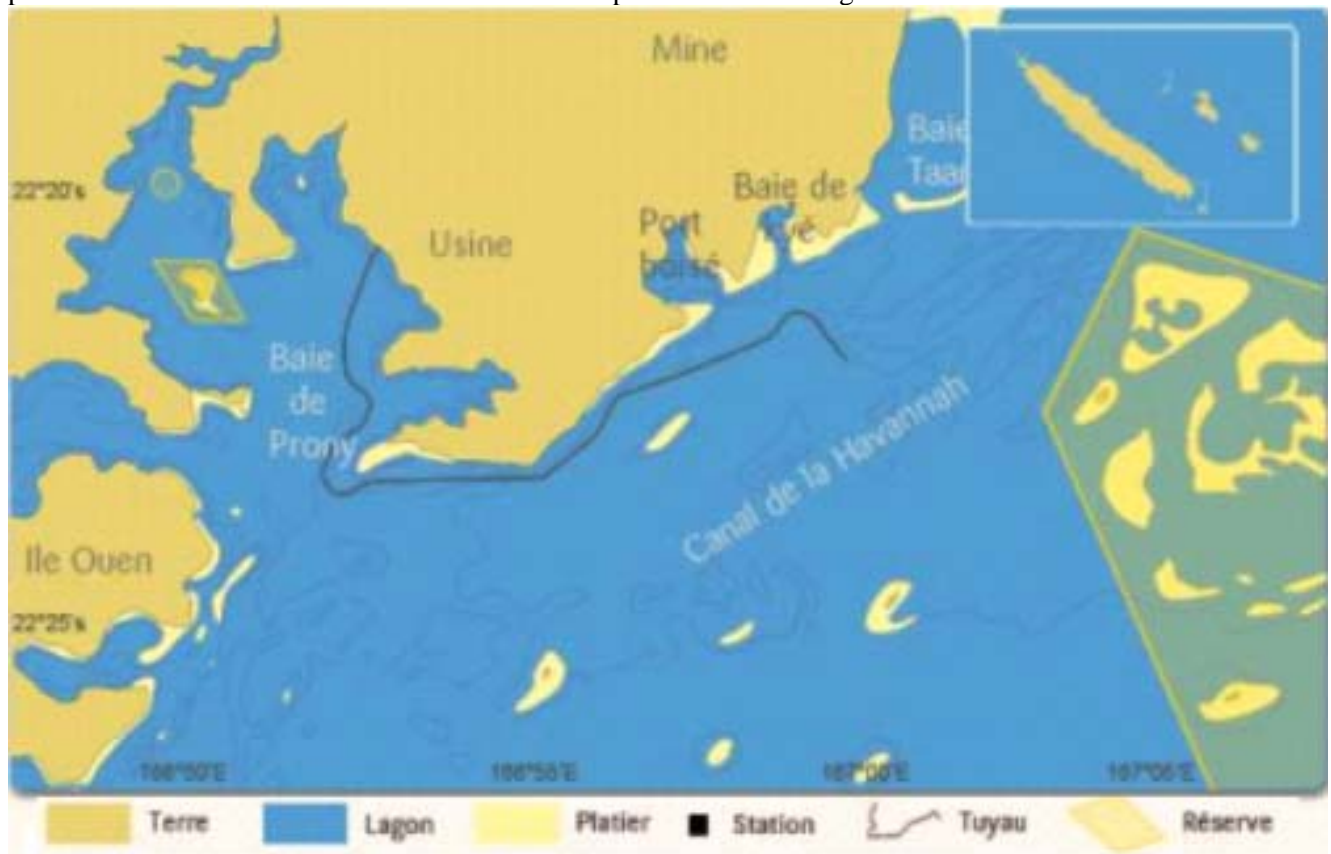 Mine
Baie
Taa
22°20's
Baie de
Port
boisé
Usine
Baie
de
Prony
Canal de la Havannah
Ile Ouen
22°25's
166°50'E
166°55'E
167°00'E
167°05'E
Terre
Lagon
Platier
Station
Tuyau
Réserve